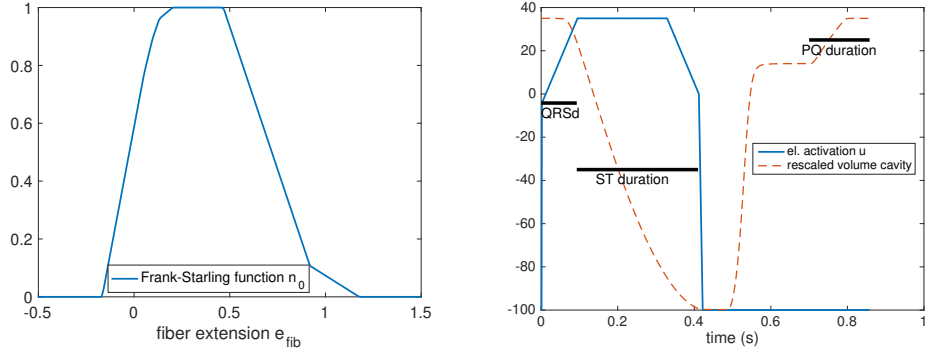 1
0.8
0.6
0.4
0.2
0
-0.5 0 0.5 1 1.5
Frank-Starling function n0
fiber extension e_fib
40
20
0
-20
-40
-60
-80
-100
0 0.2 0.4 0.6 0.8 1
PQ duration
QRSd
ST duration
el. activation u
rescaled volume cavity
time (s)